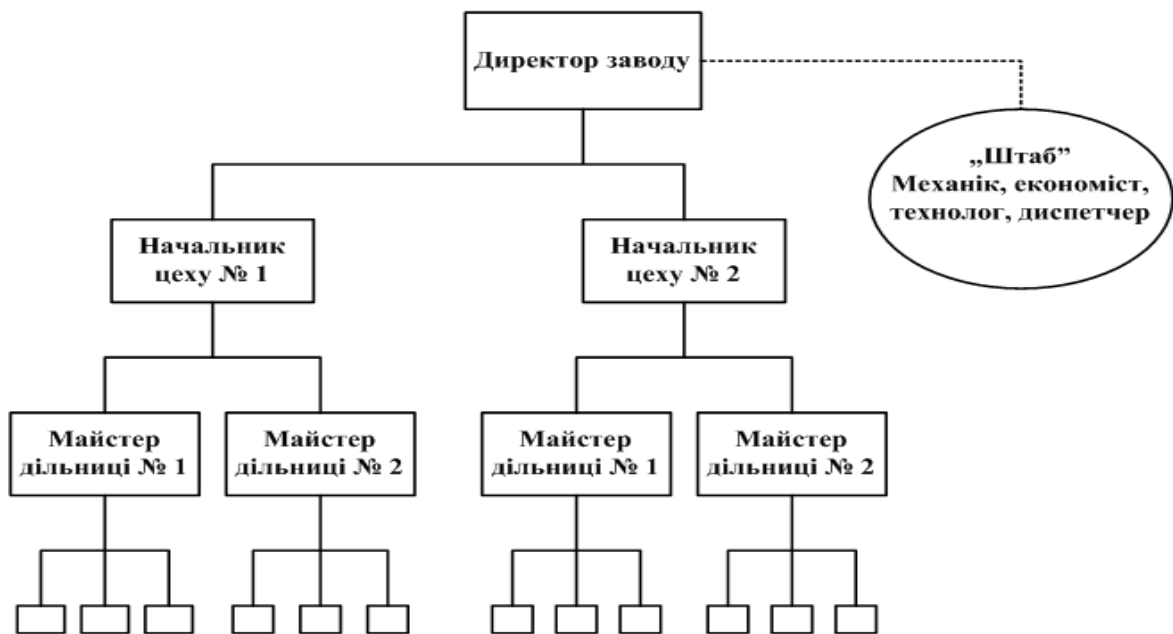 Директор заводу
„Штаб”
Механік, економіст,
технолог, диспетчер
Начальник
цеху № 1
Начальник
цеху № 2
Майстер
дільниці № 1
Майстер
дільниці № 2
Майстер
дільниці № 1
Майстер
дільниці № 2